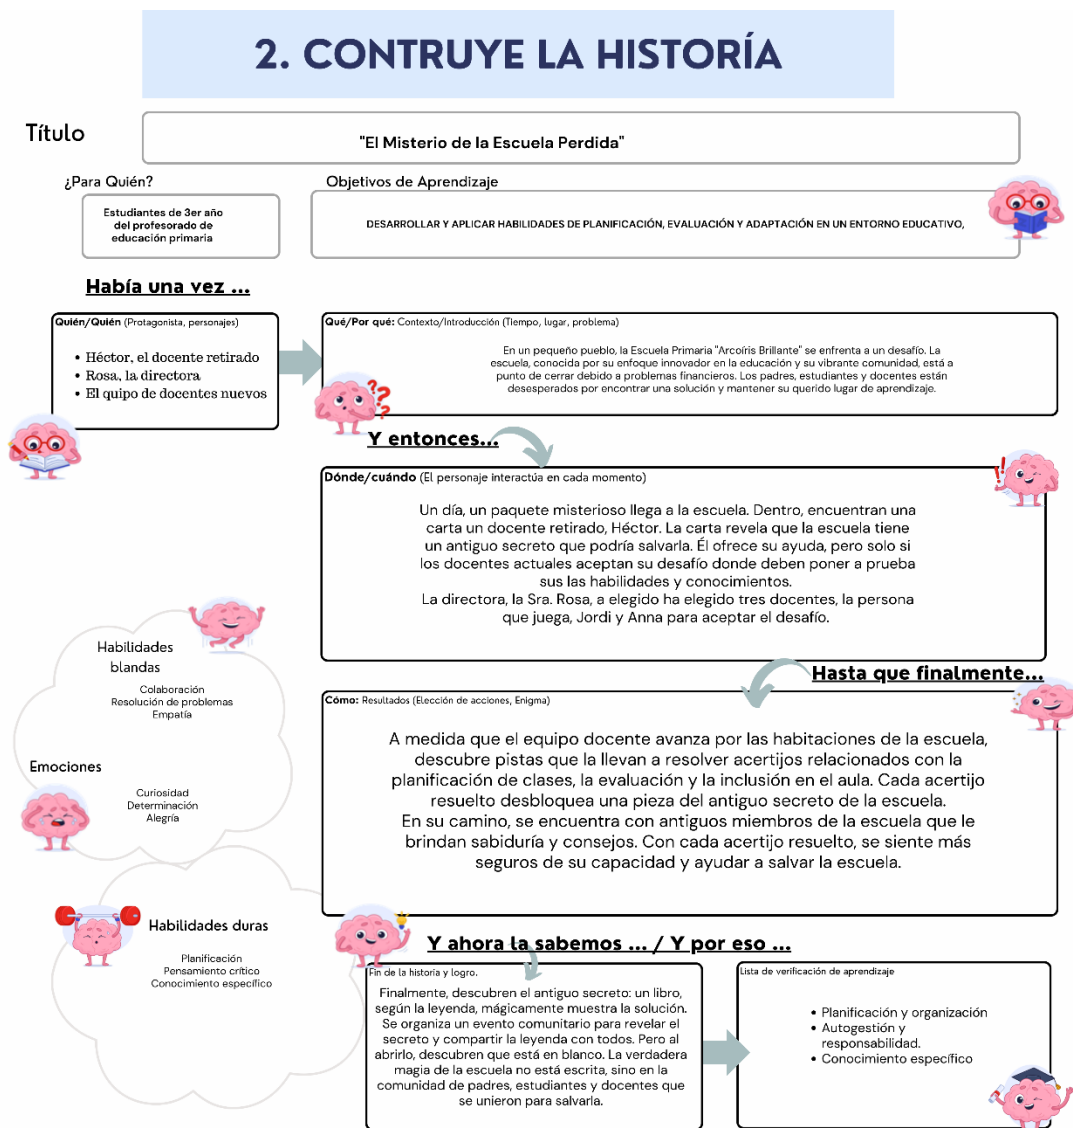 2. CONTRUYE LA HISTORÍA
Título
"El Misterio de la Escuela Perdida"
¿Para Quién?
Estudiantes de 3er año
del profesorado de
educación primaria
Objetivos de Aprendizaje
DESARROLLAR Y APLICAR HABILIDADES DE PLANIFICACIÓN, EVALUACIÓN Y ADAPTACIÓN EN UN ENTORNO EDUCATIVO,
Había una vez ...
Quién/Quién (Protagonista, personajes)
• Héctor, el docente retirado
• Rosa, la directora
• El quipo de docentes nuevos
Qué/Por qué: Contexto/Introducción (Tiempo, lugar, problema)
En un pequeño pueblo, la Escuela Primaria "Arcoíris Brillante" se enfrenta a un desafío. La
escuela, conocida por su enfoque innovador en la educación y su vibrante comunidad, está a
punto de cerrar debido a problemas financieros. Los padres, estudiantes y docentes están
desesperados por encontrar una solución y mantener su querido lugar de aprendizaje.
Y entonces...
Dónde/cuándo (El personaje interactúa en cada momento)
Un día, un paquete misterioso llega a la escuela. Dentro, encuentran una
carta un docente retirado, Héctor. La carta revela que la escuela tiene
un antiguo secreto que podría salvarla. Él ofrece su ayuda, pero solo si
los docentes actuales aceptan su desafío donde deben poner a prueba
sus las habilidades y conocimientos.
La directora, la Sra. Rosa, a elegido ha elegido tres docentes, la persona
que juega, Jordi y Anna para aceptar el desafío.
Hasta que finalmente...
Cómo: Resultados (Elección de acciones, Enigma)
A medida que el equipo docente avanza por las habitaciones de la escuela,
descubre pistas que la llevan a resolver acertijos relacionados con la
planificación de clases, la evaluación y la inclusión en el aula. Cada acertijo
resuelto desbloquea una pieza del antiguo secreto de la escuela.
En su camino, se encuentra con antiguos miembros de la escuela que le
brindan sabiduría y consejos. Con cada acertijo resuelto, se siente más
seguros de su capacidad y ayudar a salvar la escuela.
Habilidades
blandas
Colaboración
Resolución de problemas
Empatía
Emociones
Curiosidad
Determinación
Alegría
Habilidades duras
Planificación
Pensamiento crítico
Conocimiento específico
Y ahora la sabemos ... / Y por eso ...
Fin de la historia y logro.
Finalmente, descubren el antiguo secreto: un libro,
según la leyenda, mágicamente muestra la solución.
Se organiza un evento comunitario para revelar el
secreto y compartir la leyenda con todos. Pero al
abrirlo, descubren que está en blanco. La verdadera
magia de la escuela no está escrita, sino en la
comunidad de padres, estudiantes y docentes que
se unieron para salvarla.
Lista de verificación de aprendizaje
• Planificación y organización
• Autogestión y
responsabilidad.
• Conocimiento específico